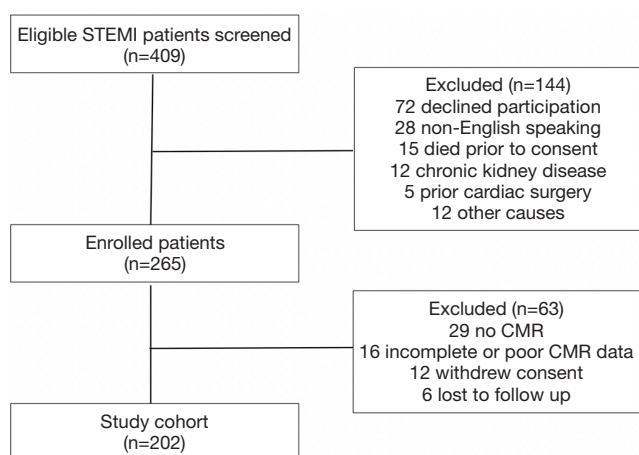 Eligible STEMI patients screened
(n=409)
Excluded (n=144)
72 declined participation
28 non-English speaking
15 died prior to consent
12 chronic kidney disease
5 prior cardiac surgery
12 other causes
Enrolled patients
(n=265)
Excluded (n=63)
29 no CMR
16 incomplete or poor CMR data
12 withdrew consent
6 lost to follow up
Study cohort
(n=202)